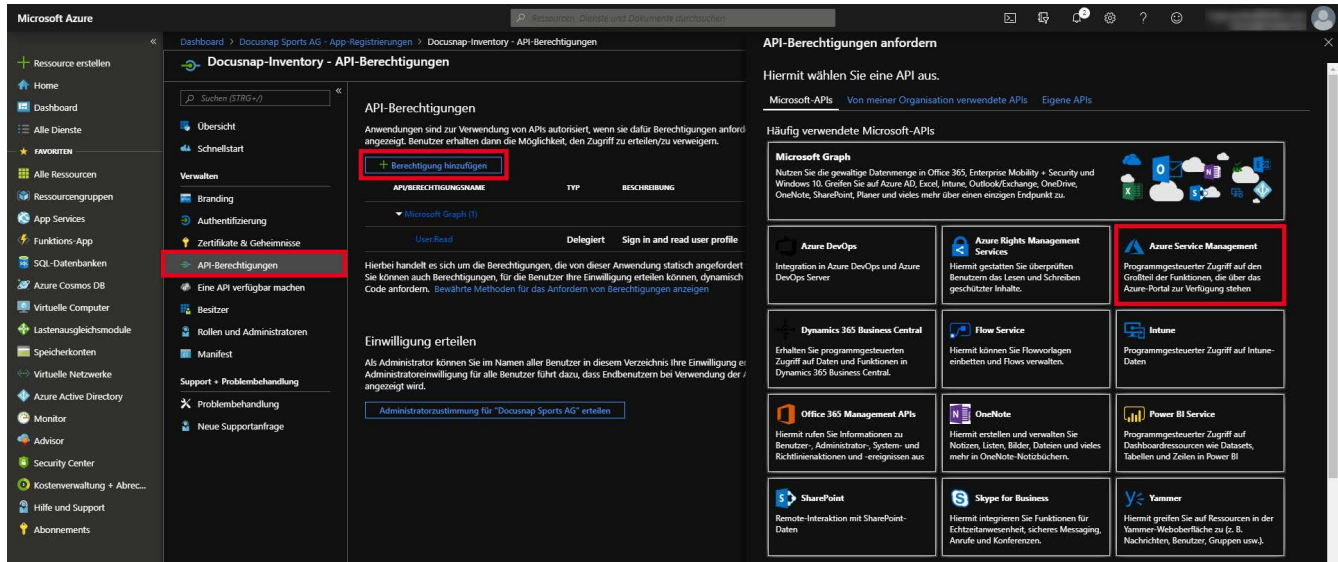 Microsoft Azure
Ressourcen, Dienste und Dokumente durchsuchen
2
«
Ressource erstellen
Home
Dashboard
Alle Dienste
FAVORITEN
Alle Ressourcen
Ressourcengruppen
App Services
Funktions-App
SQL-Datenbanken
Azure Cosmos DB
Virtuelle Computer
Lastenausgleichsmodule
Speicherkonten
Virtuelle Netzwerke
Azure Active Directory
Monitor
Advisor
Security Center
Kostenverwaltung + Abrec...
Hilfe und Support
Abonnements
Dashboard > Docusnap Sports AG - App-Registrierungen > Docusnap-Inventory - API-Berechtigungen
Docusnap-Inventory - API-Berechtigungen
Suchen (STRG+/)
«
Übersicht
Schnellstart
Verwalten
Branding
Authentifizierung
Zertifikate & Geheimnisse
API-Berechtigungen
Eine API verfügbar machen
Besitzer
Rollen und Administratoren
Manifest
Support + Problembehandlung
Problembehandlung
Neue Supportanfrage
API-Berechtigungen
Anwendungen sind zur Verwendung von APIs autorisiert, wenn sie dafür Berechtigungen anford
angezeigt. Benutzer erhalten dann die Möglichkeit, den Zugriff zu erteilen/zu verweigern.
+ Berechtigung hinzufügen
API/BERECHTIGUNGSNAME TYP BESCHREIBUNG
Microsoft Graph (1)
User.Read Delegiert Sign in and read user profile
Hierbei handelt es sich um die Berechtigungen, die von dieser Anwendung statisch angefordert
Sie können auch Berechtigungen, für die Benutzer Ihre Einwilligung erteilen können, dynamisch
Code anfordern. Bewährte Methoden für das Anfordern von Berechtigungen anzeigen
Einwilligung erteilen
Als Administrator können Sie im Namen aller Benutzer in diesem Verzeichnis Ihre Einwilligung e
Administratoreinwilligung für alle Benutzer führt dazu, dass Endbenutzern bei Verwendung der A
angezeigt wird.
Administratorzustimmung für "Docusnap Sports AG" erteilen
API-Berechtigungen anfordern
Hiermit wählen Sie eine API aus.
Microsoft-APIs Von meiner Organisation verwendete APIs Eigene APIs
Häufig verwendete Microsoft-APIs
Microsoft Graph
Nutzen Sie die gewaltige Datenmenge in Office 365, Enterprise Mobility + Security und
Windows 10. Greifen Sie auf Azure AD, Excel, Intune, Outlook/Exchange, OneDrive,
OneNote, SharePoint, Planer und vieles mehr über einen einzigen Endpunkt zu.
Azure DevOps
Integration in Azure DevOps und Azure
DevOps Server
Azure Rights Management
Services
Hiermit gestatten Sie überprüften
Benutzern das Lesen und Schreiben
geschützter Inhalte.
Azure Service Management
Programmgesteuerter Zugriff auf den
Großteil der Funktionen, die über das
Azure-Portal zur Verfügung stehen
Dynamics 365 Business Central
Erhalten Sie programmgesteuerten
Zugriff auf Daten und Funktionen in
Dynamics 365 Business Central.
Flow Service
Hiermit können Sie Flowvorlagen
einbetten und Flows verwalten.
Intune
Programmgesteuerter Zugriff auf Intune-
Daten
Office 365 Management APIs
Hiermit rufen Sie Informationen zu
Benutzer-, Administrator-, System- und
Richtlinienaktionen und -ereignissen aus
OneNote
Hiermit erstellen und verwalten Sie
Notizen, Listen, Bilder, Dateien und vieles
mehr in OneNote-Notizbüchern.
Power BI Service
Programmgesteuerter Zugriff auf
Dashboardressourcen wie Datasets,
Tabellen und Zeilen in Power BI
SharePoint
Remote-Interaktion mit SharePoint-
Daten
Skype for Business
Hiermit integrieren Sie Funktionen für
Echtzeitanwesenheit, sicheres Messaging,
Anrufe und Konferenzen.
Yammer
Hiermit greifen Sie auf Ressourcen in der
Yammer-Weboberfläche zu (z. B.
Nachrichten, Benutzer, Gruppen usw.).